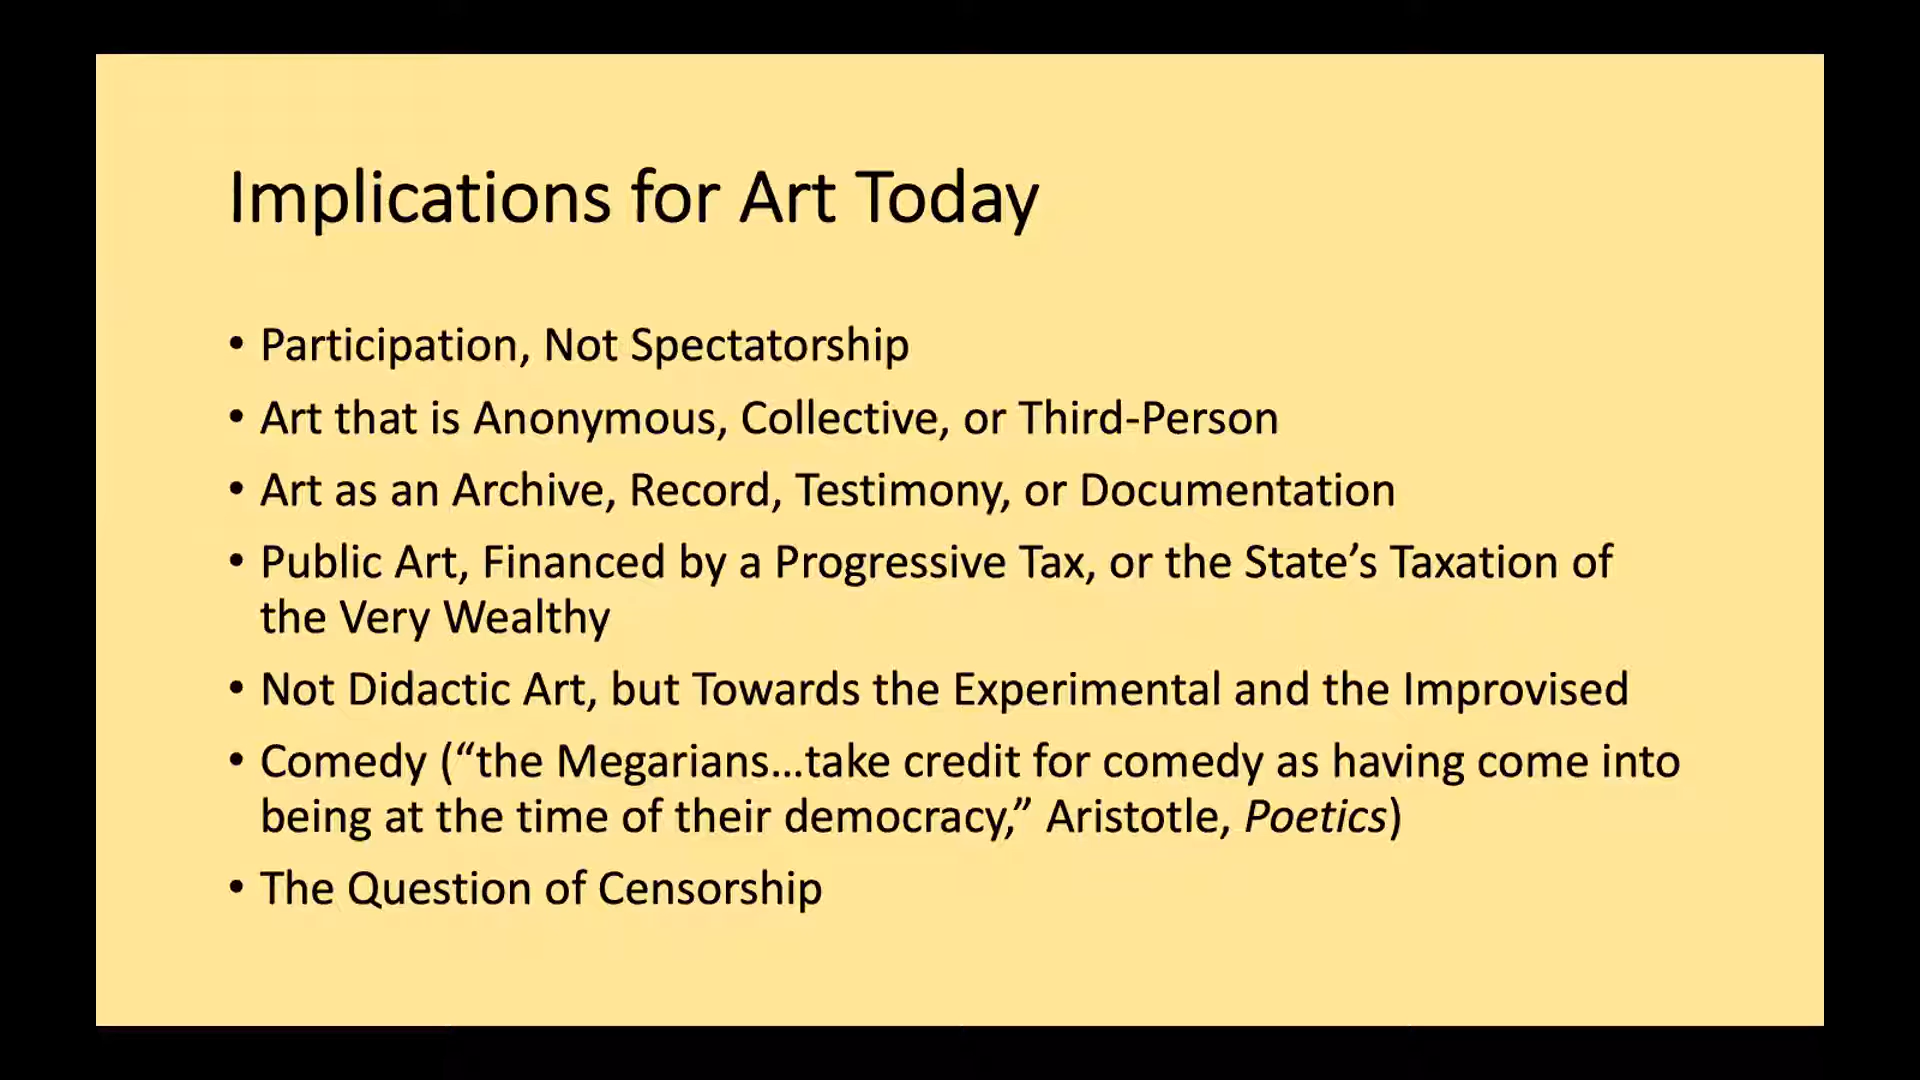 Implications for Art Today
• Participation, Not Spectatorship
• Art that is Anonymous, Collective, or Third-Person
• Art as an Archive, Record, Testimony, or Documentation
• Public Art, Financed by a Progressive Tax, or the State’s Taxation of
the Very Wealthy
• Not Didactic Art, but Towards the Experimental and the Improvised
• Comedy (“the Megarians…take credit for comedy as having come into
being at the time of their democracy,” Aristotle, Poetics)
• The Question of Censorship